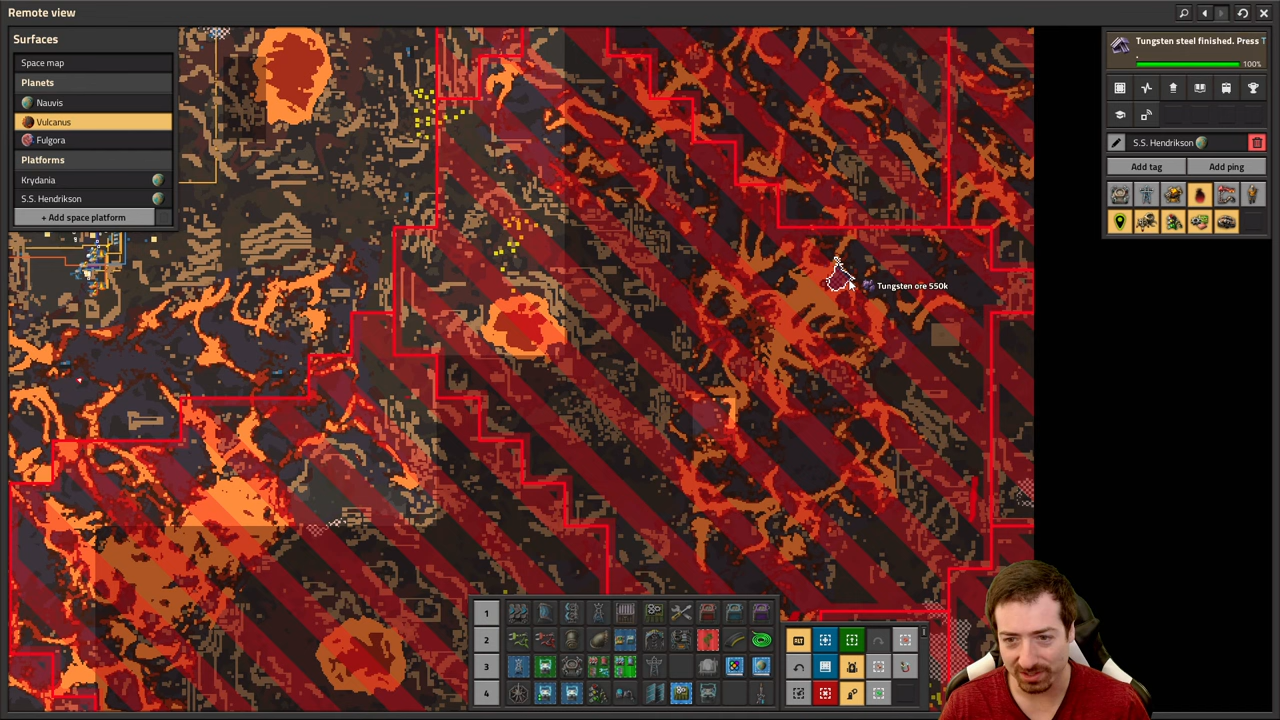 Remote view
Surfaces
Space map
Planets
Nauvis
Vulcanus
Fulgora
Platforms
Krydania
S.S. Hendrikson
+ Add space platform
Tungsten ore 550k
Tungsten steel finished. Press T
100%
S.S. Hendrikson
Add tag
Add ping
1
2
3
4
ALT